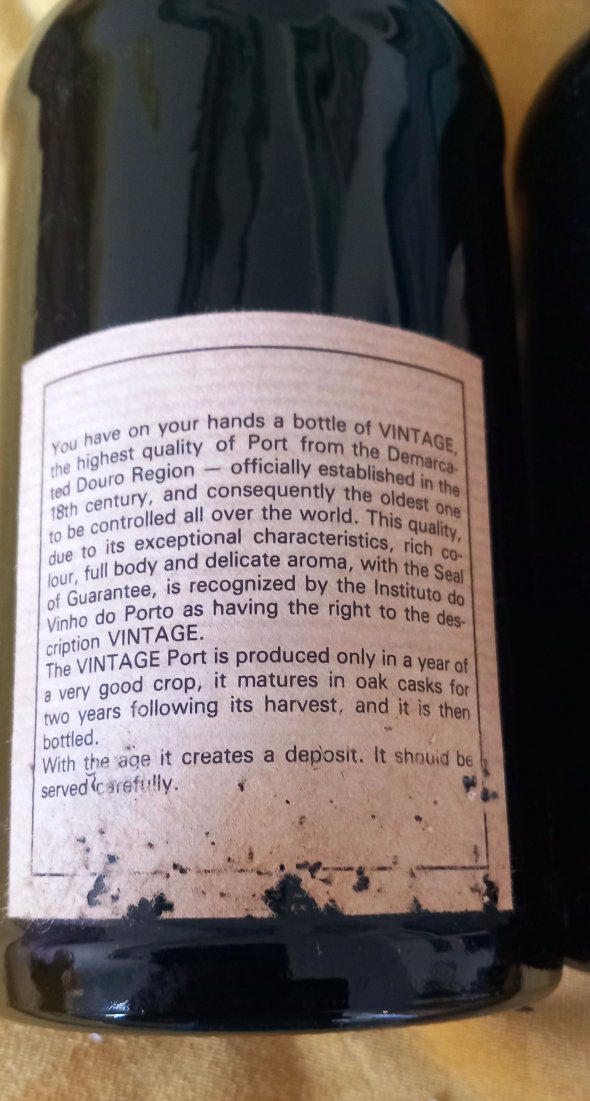 You have on your hands a bottle of VINTAGE,
the highest quality of Port from the Demarca-
ted Douro Region — officially established in the
18th century, and consequently the oldest one
to be controlled all over the world. This quality,
due to its exceptional characteristics, rich co-
lour, full body and delicate aroma, with the Seal
of Guarantee, is recognized by the Instituto do
Vinho do Porto as having the right to the des-
cription VINTAGE.
The VINTAGE Port is produced only in a year of
a very good crop, it matures in oak casks for
two years following its harvest, and it is then
bottled.
With the age it creates a deposit. It should be
served carefully.